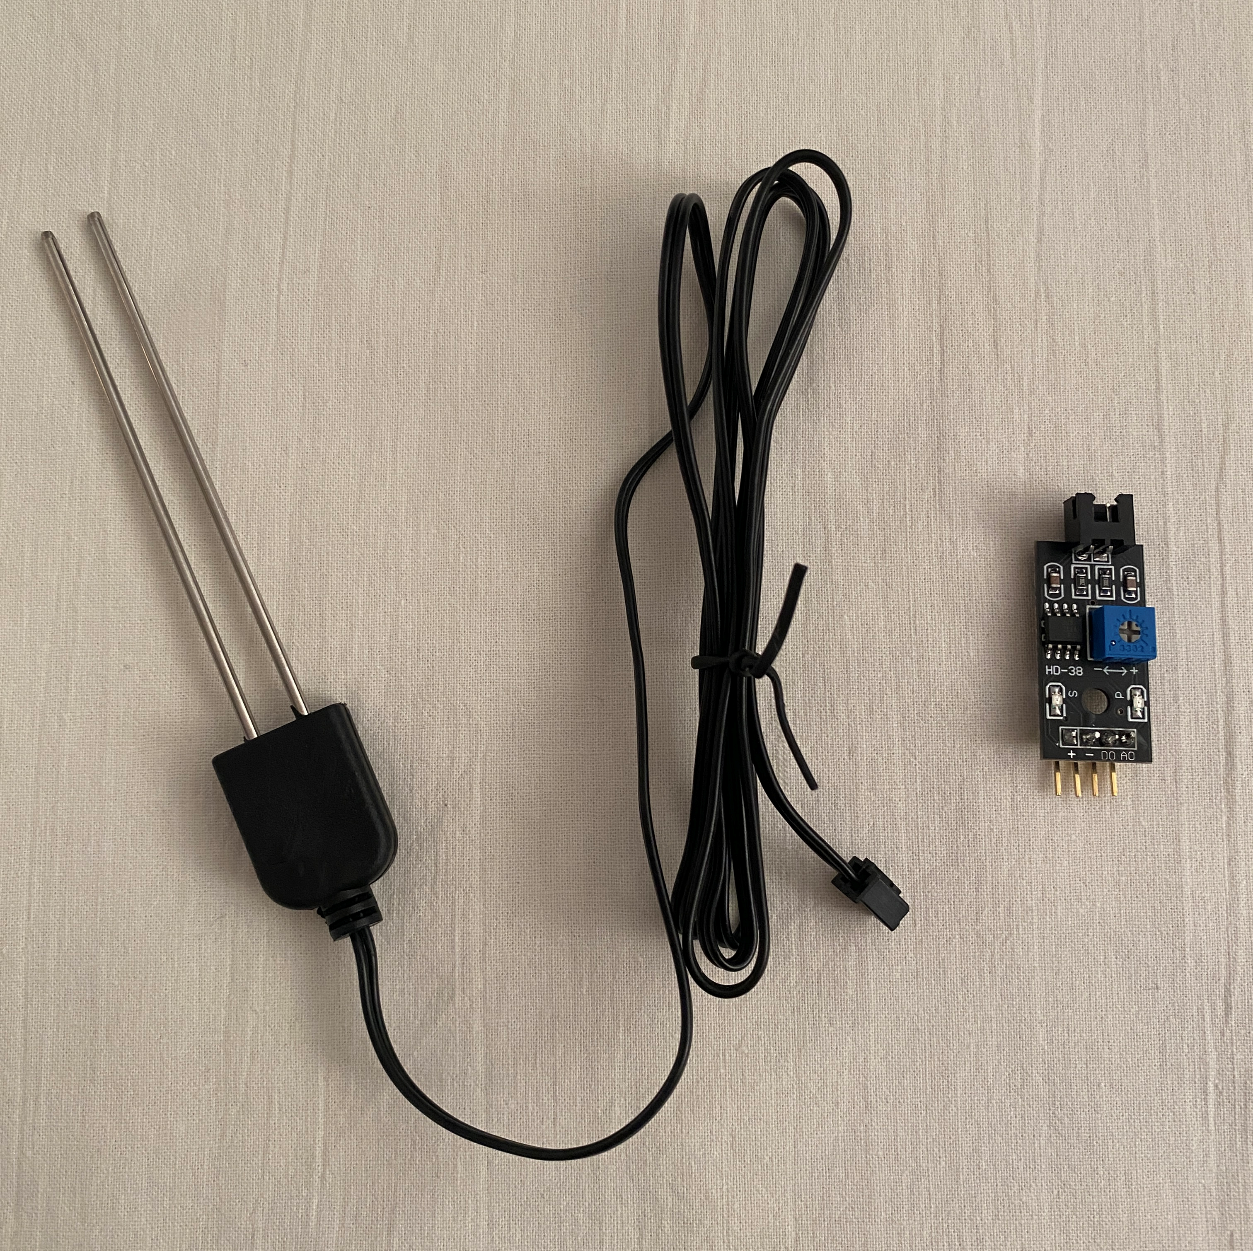 HD-38 - +
S P
+ - DO AO